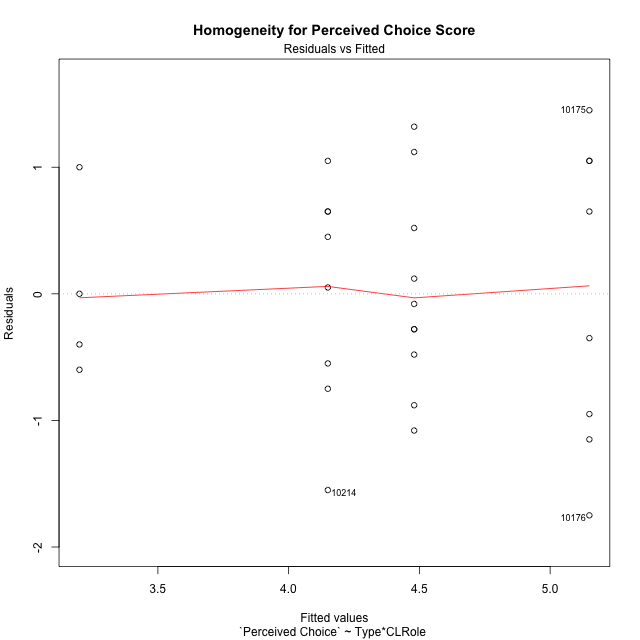 Homogeneity for Perceived Choice Score
Residuals vs Fitted
10175
1
0
Residuals
-1
10214
10176
-2
3.5 4.0 4.5 5.0
Fitted values
`Perceived Choice` ~ Type*CLRole